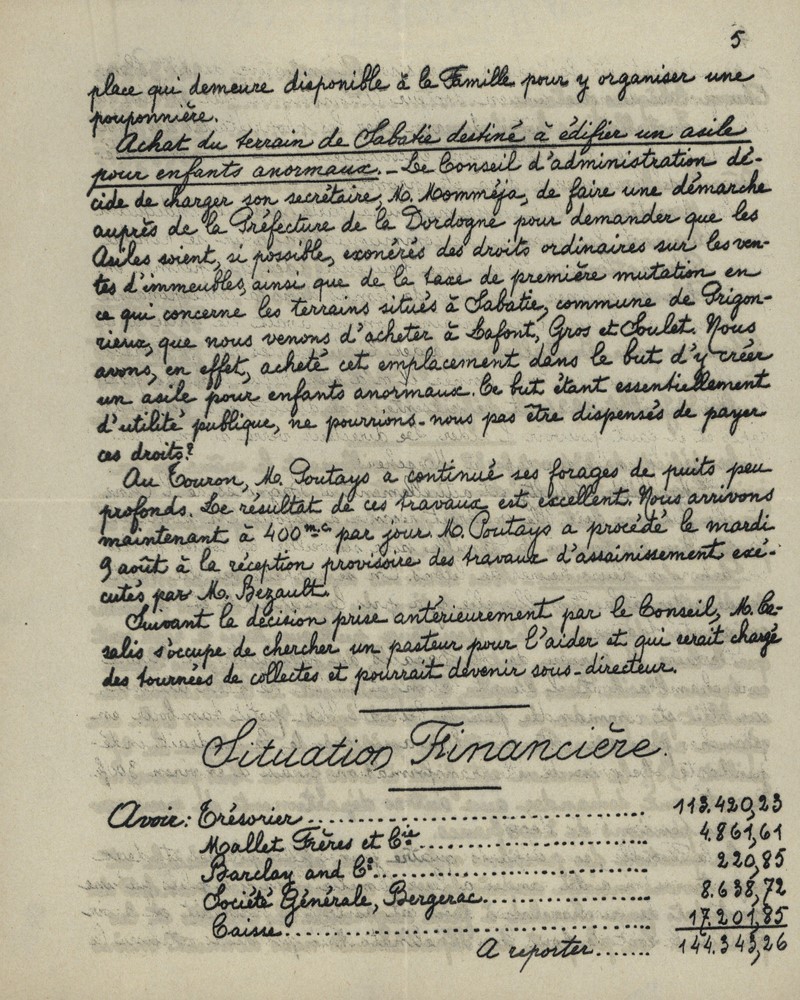 5
place qui demeure disponible à la Famille pour y organiser une
pouponnière.
Achat du terrain de Sabatié destiné à édifier un asile
pour enfants anormaux. _ Le Conseil d'administration dé-
cide de charger son secrétaire, M. Momméja, de faire une démarche
auprès de la Préfecture de la Dordogne pour demander que les
Asiles soient, si possible, exonérés des droits ordinaires sur les ven-
tes d'immeubles, ainsi que de la taxe de première mutation en
ce qui concerne les terrains situés à Sabatié, commune de Prigon-
rieux, que nous venons d'acheter à Lafont, Gros et Soulet. Nous
avons, en effet, acheté cet emplacement dans le but d'y créer
un asile pour enfants anormaux. Ce but étant essentiellement
d'utilité publique, ne pourrions-nous pas être dispensés de payer
ces droits?
Au Touron, M. Poutays a continué ses forages de puits peu
profonds. Le résultat de ces travaux est excellent. Nous arrivons
maintenant à 400 m.c. par jour. M. Poutays a procédé le mardi
9 août à la réception provisoire des travaux d'assainissement exé-
cutés par M. Bezault.
Suivant la décision prise antérieurement par le Conseil, M. Ce-
salis s'occupe de chercher un pasteur pour l'aider et qui serait chargé
des tournées de collectes et pourrait devenir sous-directeur.
Situation Financière.
Avoir: Trésorier.................... 113.420,23
Mallet Frères et Cie.................... 4.861,61
Barclay and Co.................... 220,85
Société Générale, Bergerac.................... 8.638,72
Caisse.................... 17.201,85
A reporter....... 144.343,26